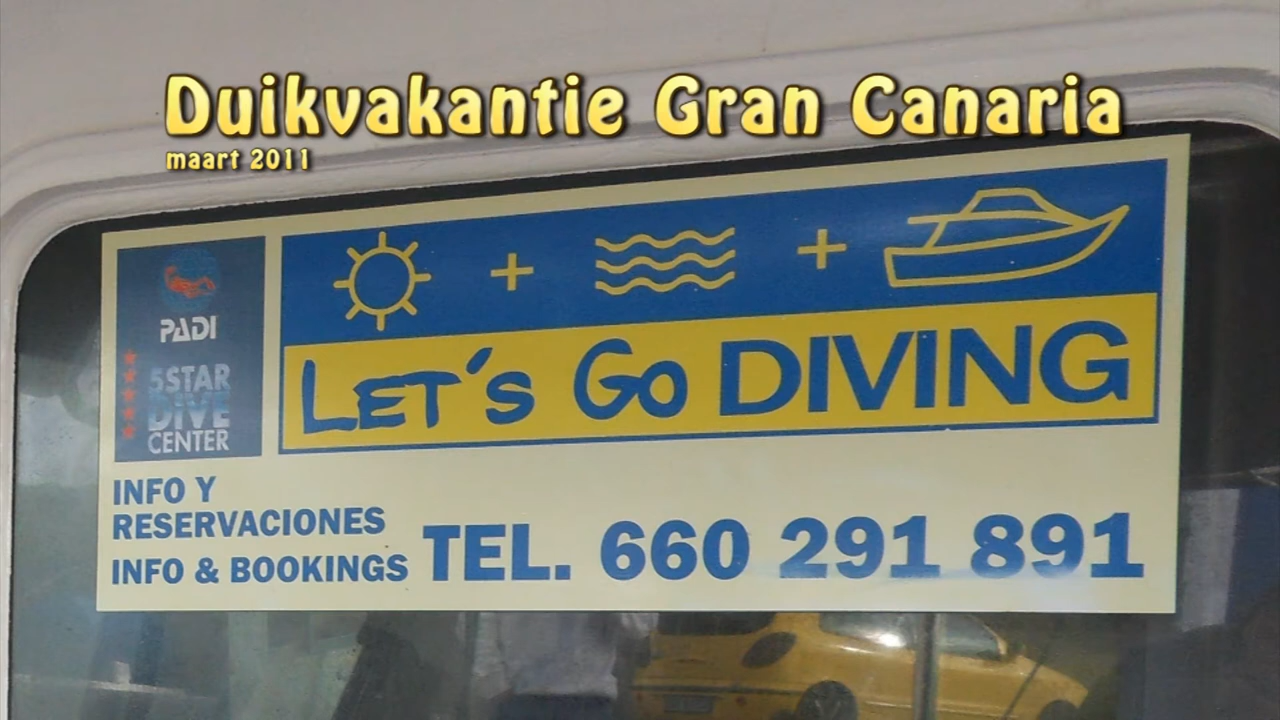 Duikvakantie Gran Canaria
maart 2011
PADI
5STAR
DIVE
CENTER
LET'S GO DIVING
INFO Y
RESERVACIONES
INFO & BOOKINGS
TEL. 660 291 891